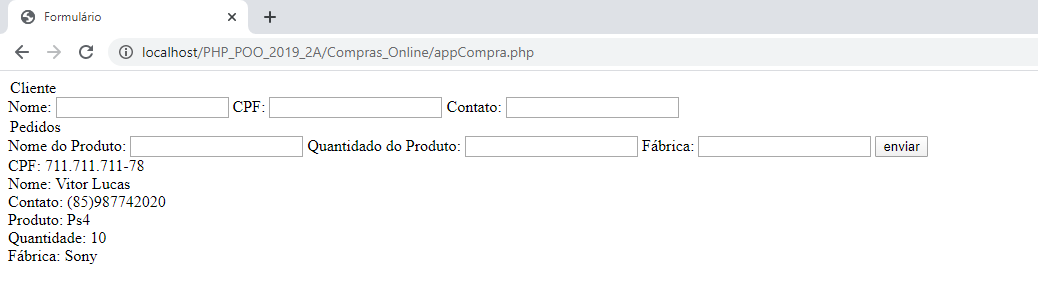 Formulário
localhost/PHP_POO_2019_2A/Compras_Online/appCompra.php
Cliente
Nome: CPF: Contato:
Pedidos
Nome do Produto: Quantidado do Produto: Fábrica: enviar
CPF: 711.711.711-78
Nome: Vitor Lucas
Contato: (85)987742020
Produto: Ps4
Quantidade: 10
Fábrica: Sony